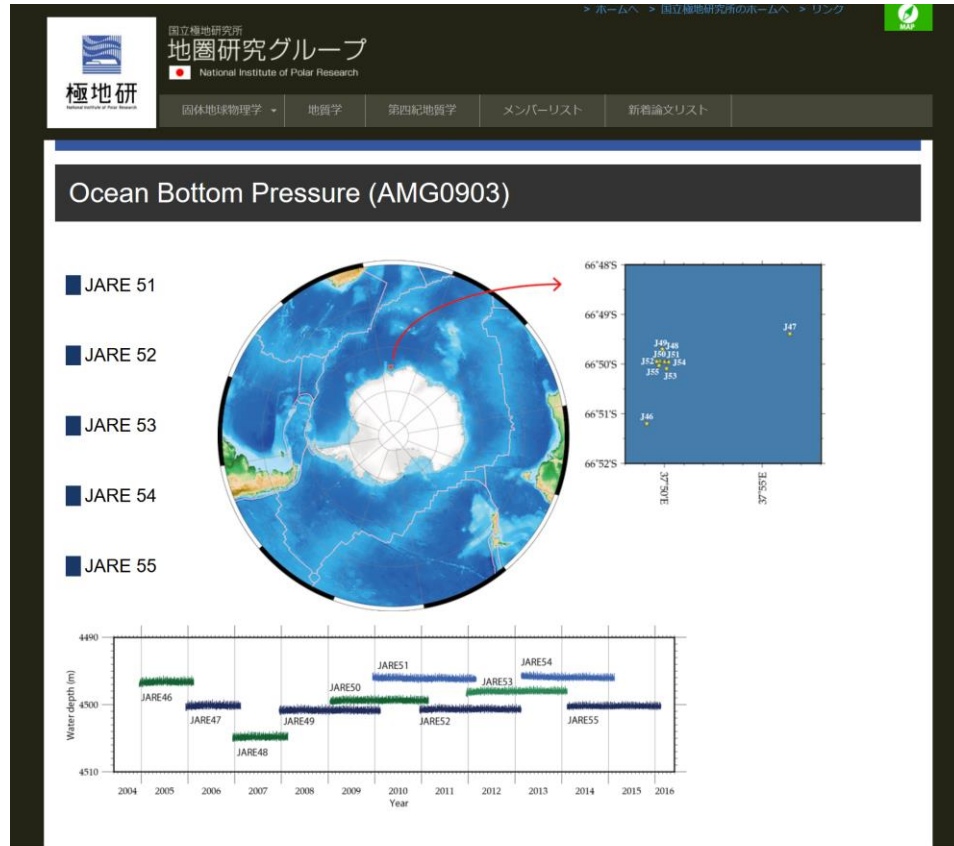 > ホームへ > 国立極地研究所のホームへ > リンク
MAP
極地研
National Institute of Polar Research
国立極地研究所
地圏研究グループ
National Institute of Polar Research
固体地球物理学
地質学
第四紀地質学
メンバーリスト
新着論文リスト
Ocean Bottom Pressure (AMG0903)
JARE 51
JARE 52
JARE 53
JARE 54
JARE 55
66°48'S
66°49'S
66°50'S
66°51'S
66°52'S
J47
J49
J48
J50
J51
J52
J54
J55
J53
J46
37°50'E
37°55'E
4490
4500
4510
Water depth (m)
JARE46
JARE47
JARE48
JARE49
JARE50
JARE51
JARE52
JARE53
JARE54
JARE55
2004 2005 2006 2007 2008 2009 2010 2011 2012 2013 2014 2015 2016
Year